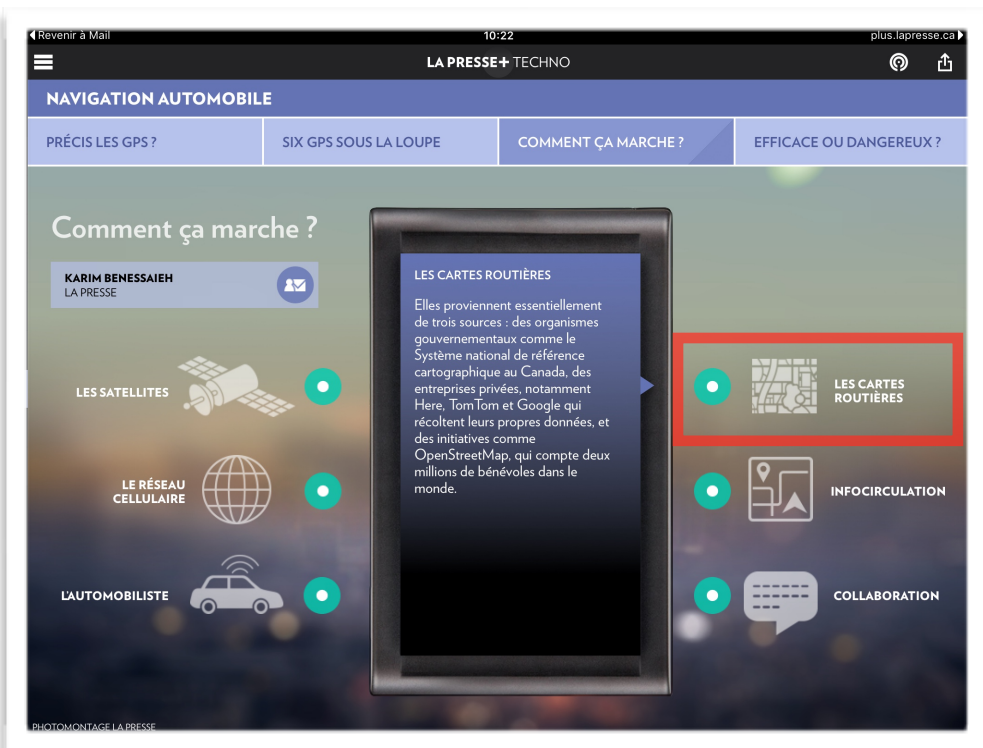 Revenir à Mail
10:22
plus.lapresse.ca
LA PRESSE+ TECHNO
NAVIGATION AUTOMOBILE
PRÉCIS LES GPS ?
SIX GPS SOUS LA LOUPE
COMMENT ÇA MARCHE ?
EFFICACE OU DANGEREUX ?
Comment ça marche ?
KARIM BENESSAIEH
LA PRESSE
LES SATELLITES
LE RÉSEAU
CELLULAIRE
L'AUTOMOBILISTE
LES CARTES ROUTIÈRES
Elles proviennent essentiellement
de trois sources : des organismes
gouvernementaux comme le
Système national de référence
cartographique au Canada, des
entreprises privées, notamment
Here, TomTom et Google qui
récoltent leurs propres données, et
des initiatives comme
OpenStreetMap, qui compte deux
millions de bénévoles dans le
monde.
LES CARTES
ROUTIÈRES
INFOCIRCULATION
COLLABORATION
PHOTOMONTAGE LA PRESSE